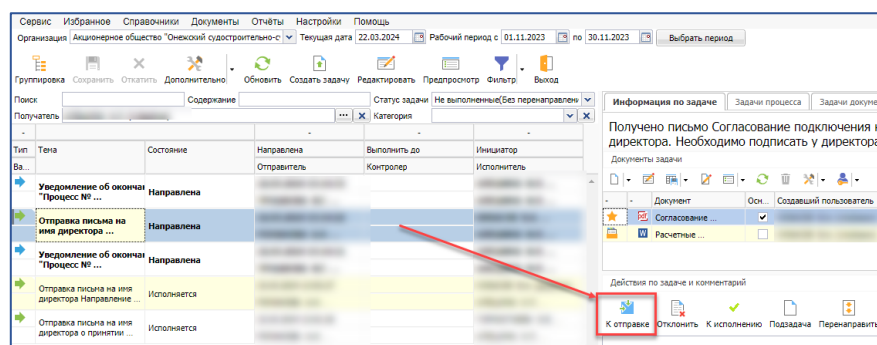 Сервис Избранное Справочники Документы Отчёты Настройки Помощь
Организация Акционерное общество "Онежский судостроительно-с Текущая дата 22.03.2024 Рабочий период с 01.11.2023 по 30.11.2023 Выбрать период
Группировка Сохранить Откатить Дополнительно Обновить Создать задачу Редактировать Предпросмотр Фильтр Выход
Поиск Содержание Статус задачи Не выполненные(Без перенаправлени
Получатель ... X Категория X
Информация по задаче Задачи процесса Задачи докуме
Получено письмо Согласование подключения
директора. Необходимо подписать у директора
Документы задачи
- - - -
Тип Тема Состояние Направлена Выполнить до Инициатор
Ва... Отправитель Контролер Исполнитель
- - Документ Осн... Создавший пользователь
Согласование ...
Расчетные ...
Уведомление об оконча
"Процесс № ... Направлена
Отправка письма на
имя директора ... Направлена
Уведомление об оконча
"Процесс № ... Направлена
Отправка письма на имя
директора Направление ... Исполняется
Отправка письма на имя
директора о принятии ... Исполняется
Действия по задаче и комментарий
К отправке Отклонить К исполнению Подзадача Перенаправить